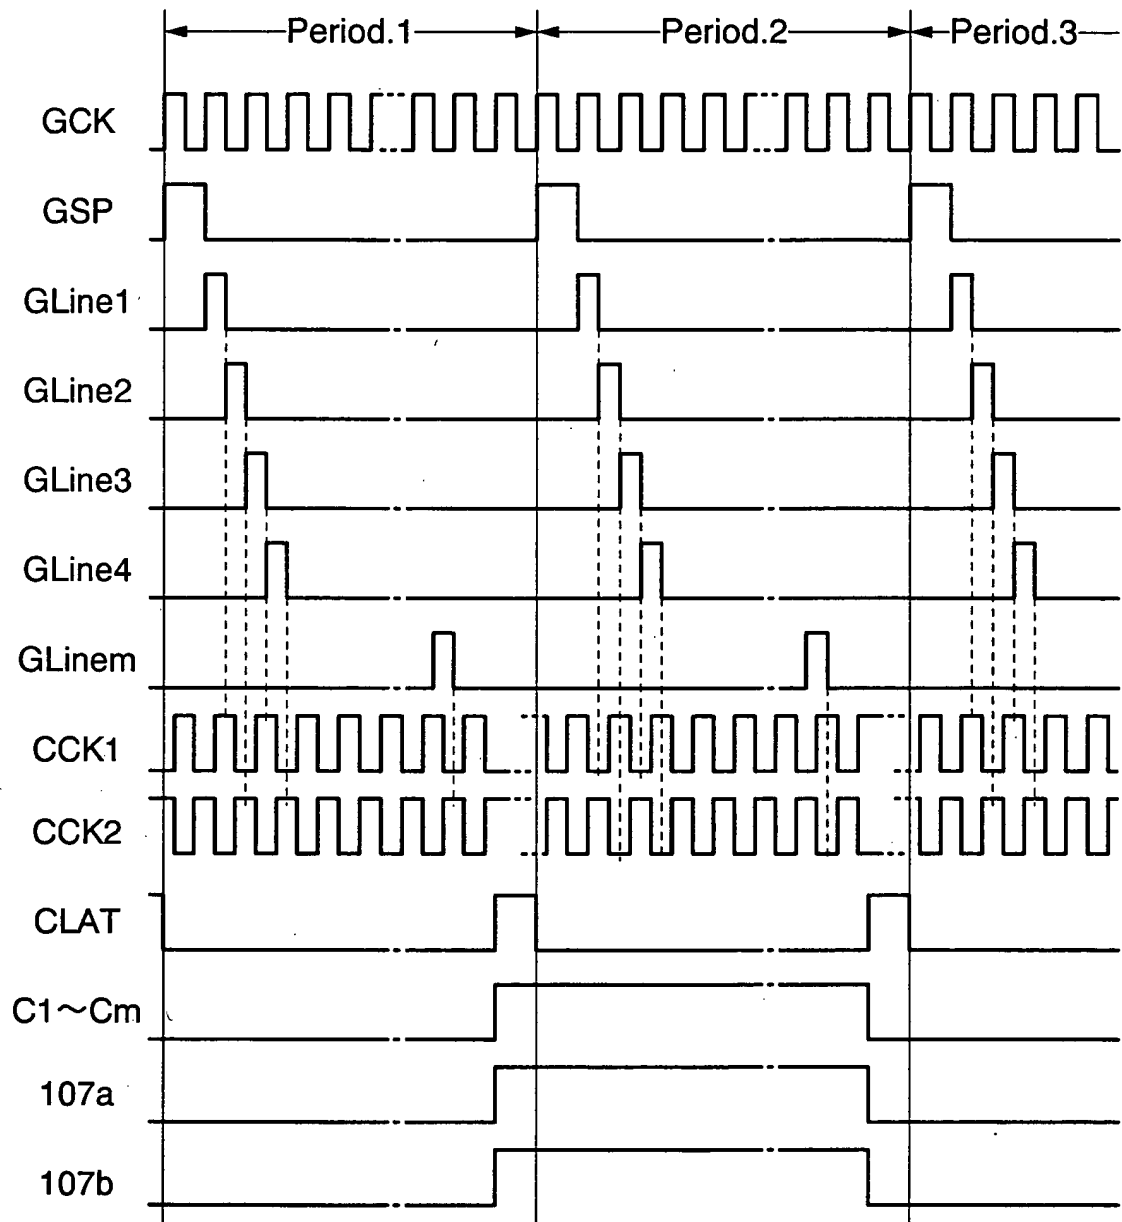 Period.1 Period.2 Period.3
GCK
GSP
GLine1
GLine2
GLine3
GLine4
GLinem
CCK1
CCK2
CLAT
C1～Cm
107a
107b